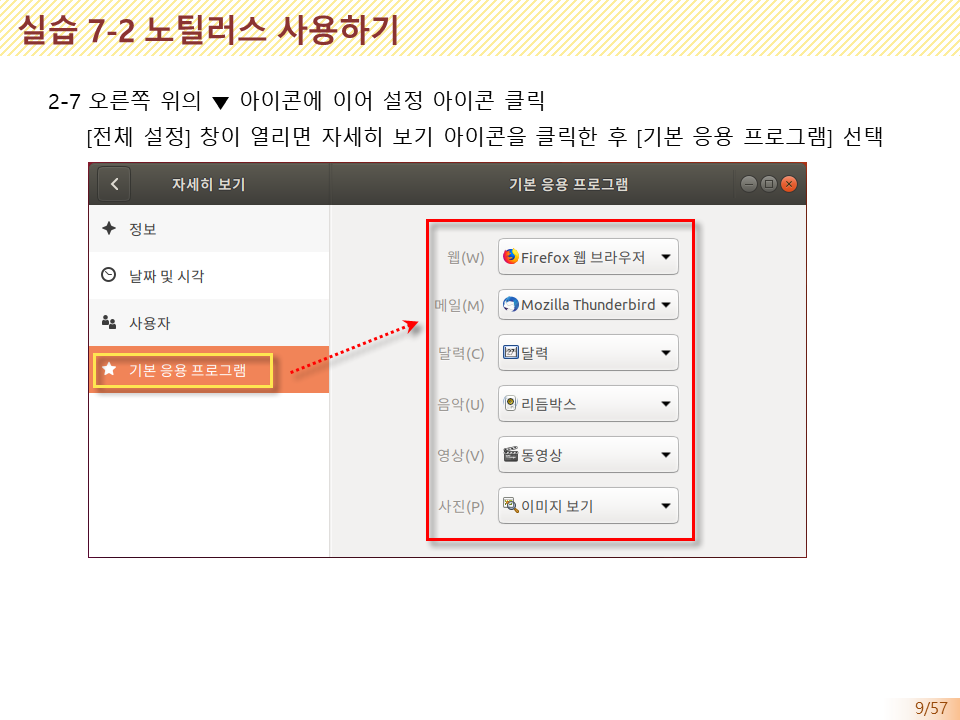 실습 7-2 노틸러스 사용하기
2-7 오른쪽 위의 ▼ 아이콘에 이어 설정 아이콘 클릭
[전체 설정] 창이 열리면 자세히 보기 아이콘을 클릭한 후 [기본 응용 프로그램] 선택
자세히 보기
기본 응용 프로그램
정보
날짜 및 시각
사용자
기본 응용 프로그램
웹(W) Firefox 웹 브라우저
메일(M) Mozilla Thunderbird
달력(C) 달력
음악(U) 리듬박스
영상(V) 동영상
사진(P) 이미지 보기
9/57